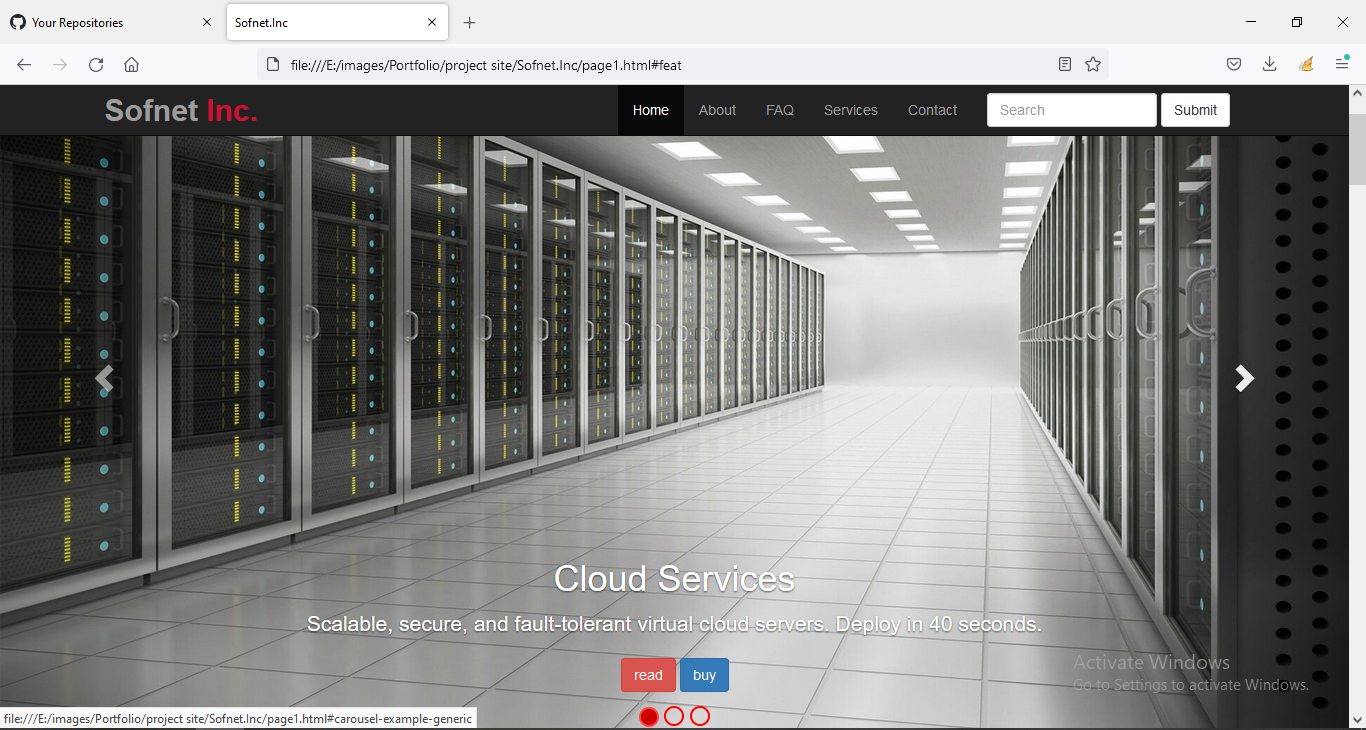 Your Repositories
Sofnet.Inc
file:///E:/images/Portfolio/project site/Sofnet.Inc/page1.html#feat
Sofnet Inc.
Home About FAQ Services Contact Search Submit
Cloud Services
Scalable, secure, and fault-tolerant virtual cloud servers. Deploy in 40 seconds.
read buy
Activate Windows
Go to Settings to activate Windows.
file:///E:/images/Portfolio/project site/Sofnet.Inc/page1.html#carousel-example-generic